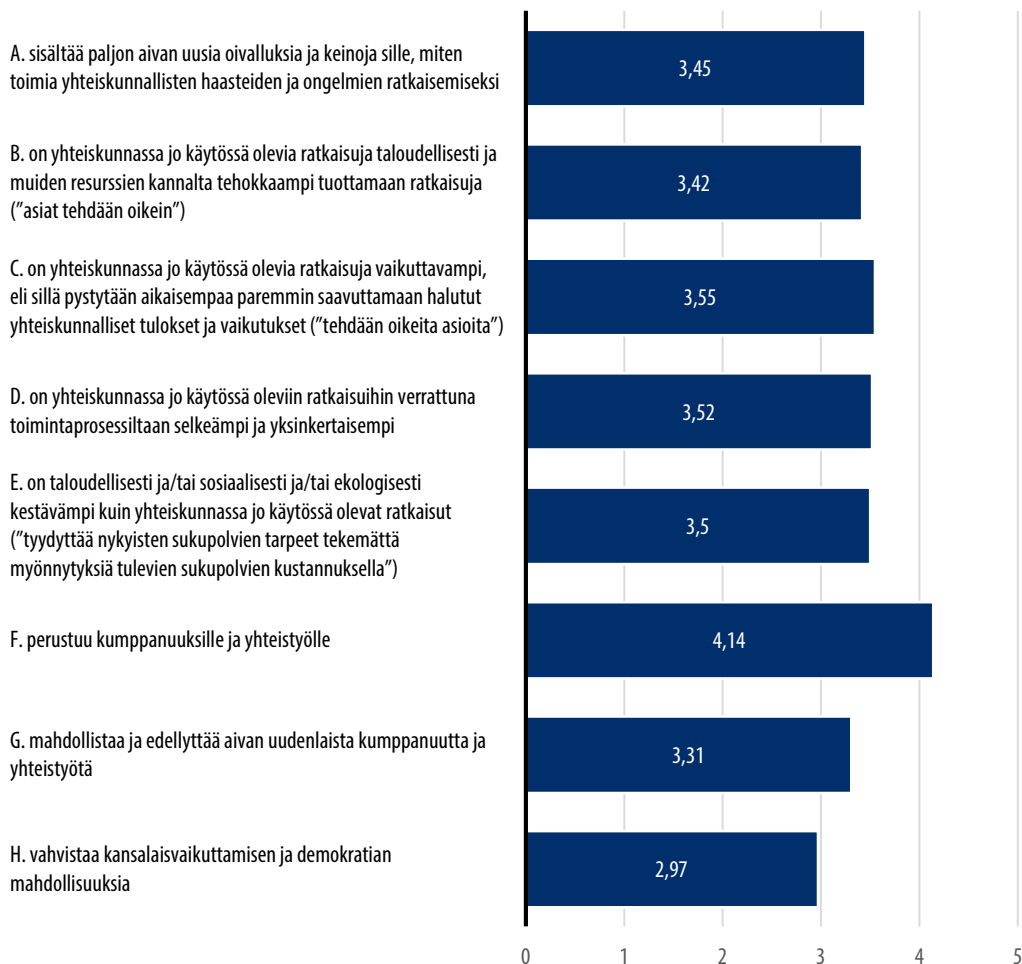 A. sisältää paljon aivan uusia oivalluksia ja keinoja sille, miten
toimia yhteiskunnallisten haasteiden ja ongelmien ratkaisemiseksi
3,45
B. on yhteiskunnassa jo käytössä olevia ratkaisuja taloudellisesti ja
muiden resurssien kannalta tehokkaampi tuottamaan ratkaisuja
(”asiat tehdään oikein”)
3,42
C. on yhteiskunnassa jo käytössä olevia ratkaisuja vaikuttavampi,
eli sillä pystytään aikaisempaa paremmin saavuttamaan halutut
yhteiskunnalliset tulokset ja vaikutukset (”tehdään oikeita asioita”)
3,55
D. on yhteiskunnassa jo käytössä oleviin ratkaisuihin verrattuna
toimintaprosessiltaan selkeämpi ja yksinkertaisempi
3,52
E. on taloudellisesti ja/tai sosiaalisesti ja/tai ekologisesti
kestävämpi kuin yhteiskunnassa jo käytössä olevat ratkaisut
(”tyydyttää nykyisten sukupolvien tarpeet tekemättä
myönnytyksiä tulevien sukupolvien kustannuksella”)
3,5
F. perustuu kumppanuuksille ja yhteistyölle
4,14
G. mahdollistaa ja edellyttää aivan uudenlaista kumppanuutta ja
yhteistyötä
3,31
H. vahvistaa kansalaisvaikuttamisen ja demokratian
mahdollisuuksia
2,97
0 1 2 3 4 5